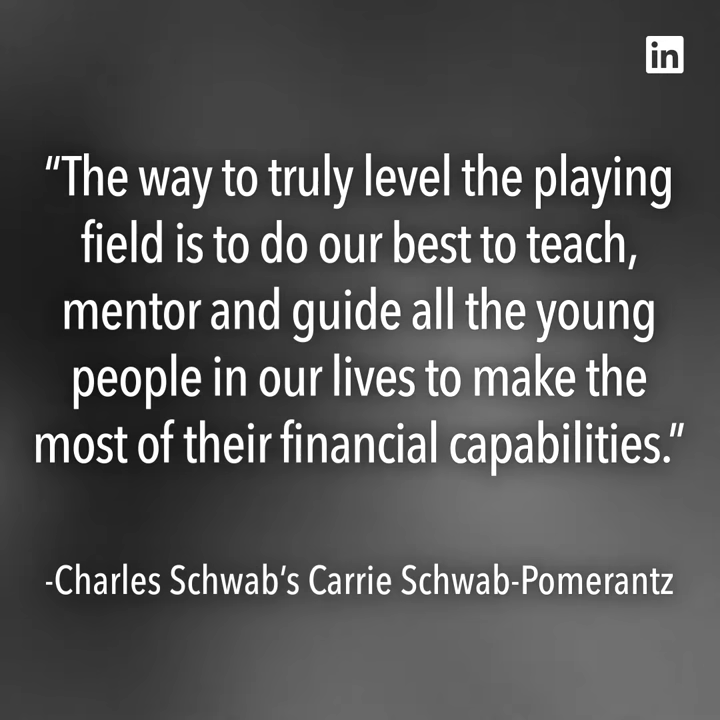 in
“The way to truly level the playing
field is to do our best to teach,
mentor and guide all the young
people in our lives to make the
most of their financial capabilities.”
-Charles Schwab’s Carrie Schwab-Pomerantz